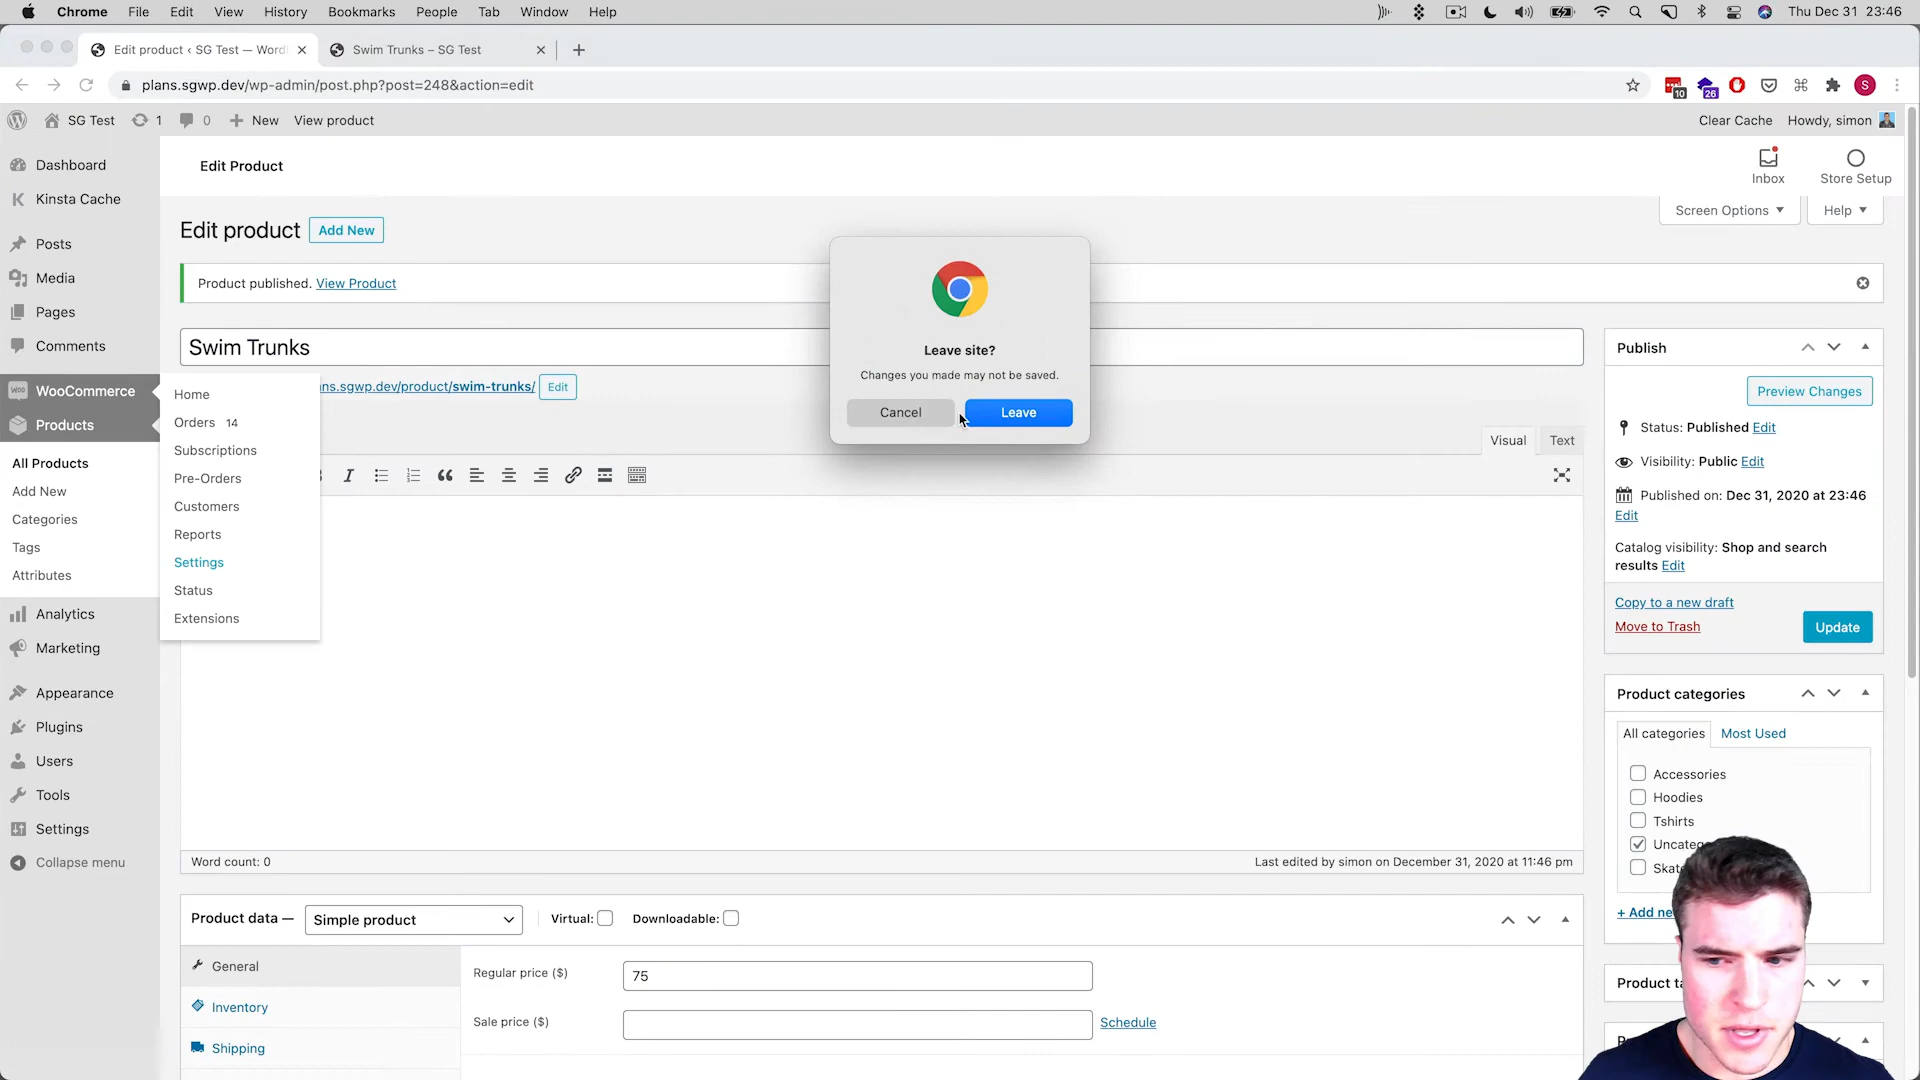 Chrome File Edit View History Bookmarks People Tab Window Help Thu Dec 31 23:46
Edit product ‹ SG Test — Word Swim Trunks – SG Test
plans.sgwp.dev/wp-admin/post.php?post=248&action=edit 10 26 S
SG Test 1 0 New View product Clear Cache Howdy, simon
Dashboard
Kinsta Cache
Posts
Media
Pages
Comments
WooCommerce
Products
All Products
Add New
Categories
Tags
Attributes
Analytics
Marketing
Appearance
Plugins
Users
Tools
Settings
Collapse menu
Home
Orders 14
Subscriptions
Pre-Orders
Customers
Reports
Settings
Status
Extensions
Edit Product
Inbox
Store Setup
Screen Options
Help
Edit product Add New
Product published. View Product
Swim Trunks
ans.sgwp.dev/product/swim-trunks/ Edit
Leave site?
Changes you made may not be saved.
Cancel Leave
Visual Text
Word count: 0 Last edited by simon on December 31, 2020 at 11:46 pm
Product data — Simple product Virtual: Downloadable:
General
Inventory
Shipping
Regular price ($) 75
Sale price ($) Schedule
Publish
Preview Changes
Status: Published Edit
Visibility: Public Edit
Published on: Dec 31, 2020 at 23:46
Edit
Catalog visibility: Shop and search
results Edit
Copy to a new draft
Move to Trash
Update
Product categories
All categories Most Used
Accessories
Hoodies
Tshirts
Uncateg
Skat
+ Add ne
Product t